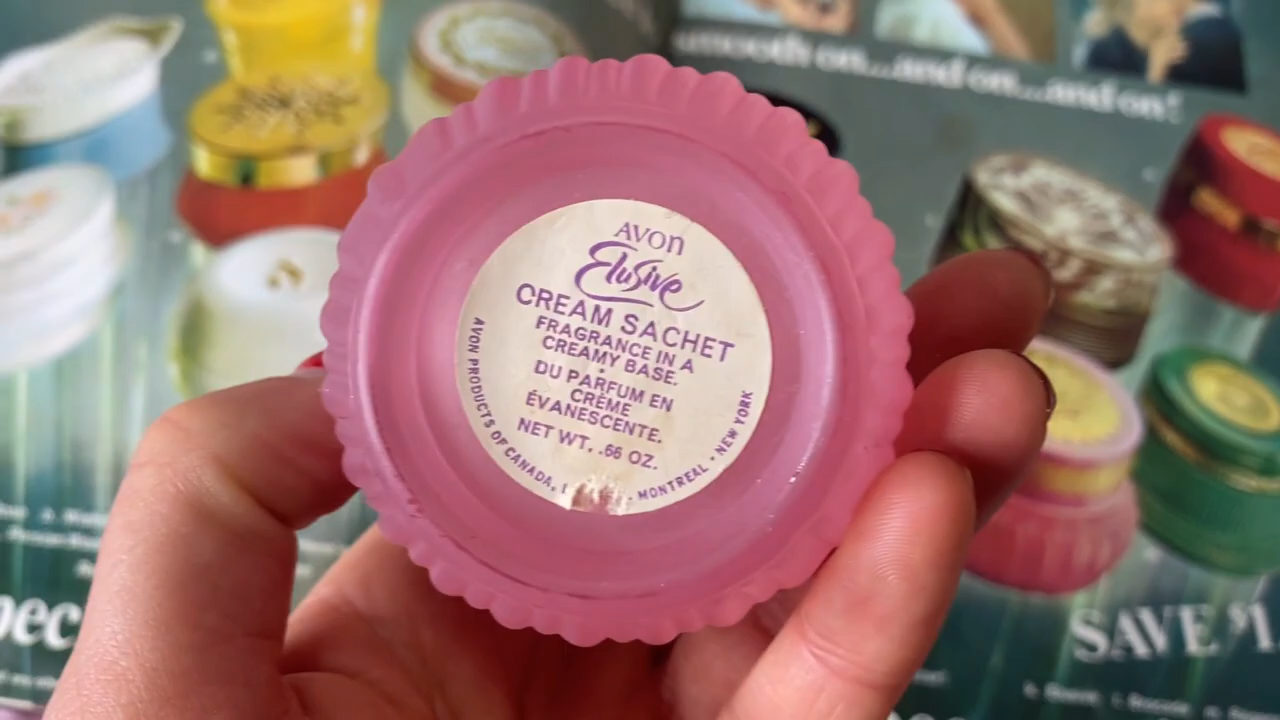 smooth on...and on...and on!
AVON
Elusive
CREAM SACHET
FRAGRANCE IN A
CREAMY BASE.
DU PARFUM EN
CRÈME
ÉVANESCENTE.
NET WT. .66 OZ.
AVON PRODUCTS OF CANADA, • MONTREAL • NEW YORK
SAVE $1